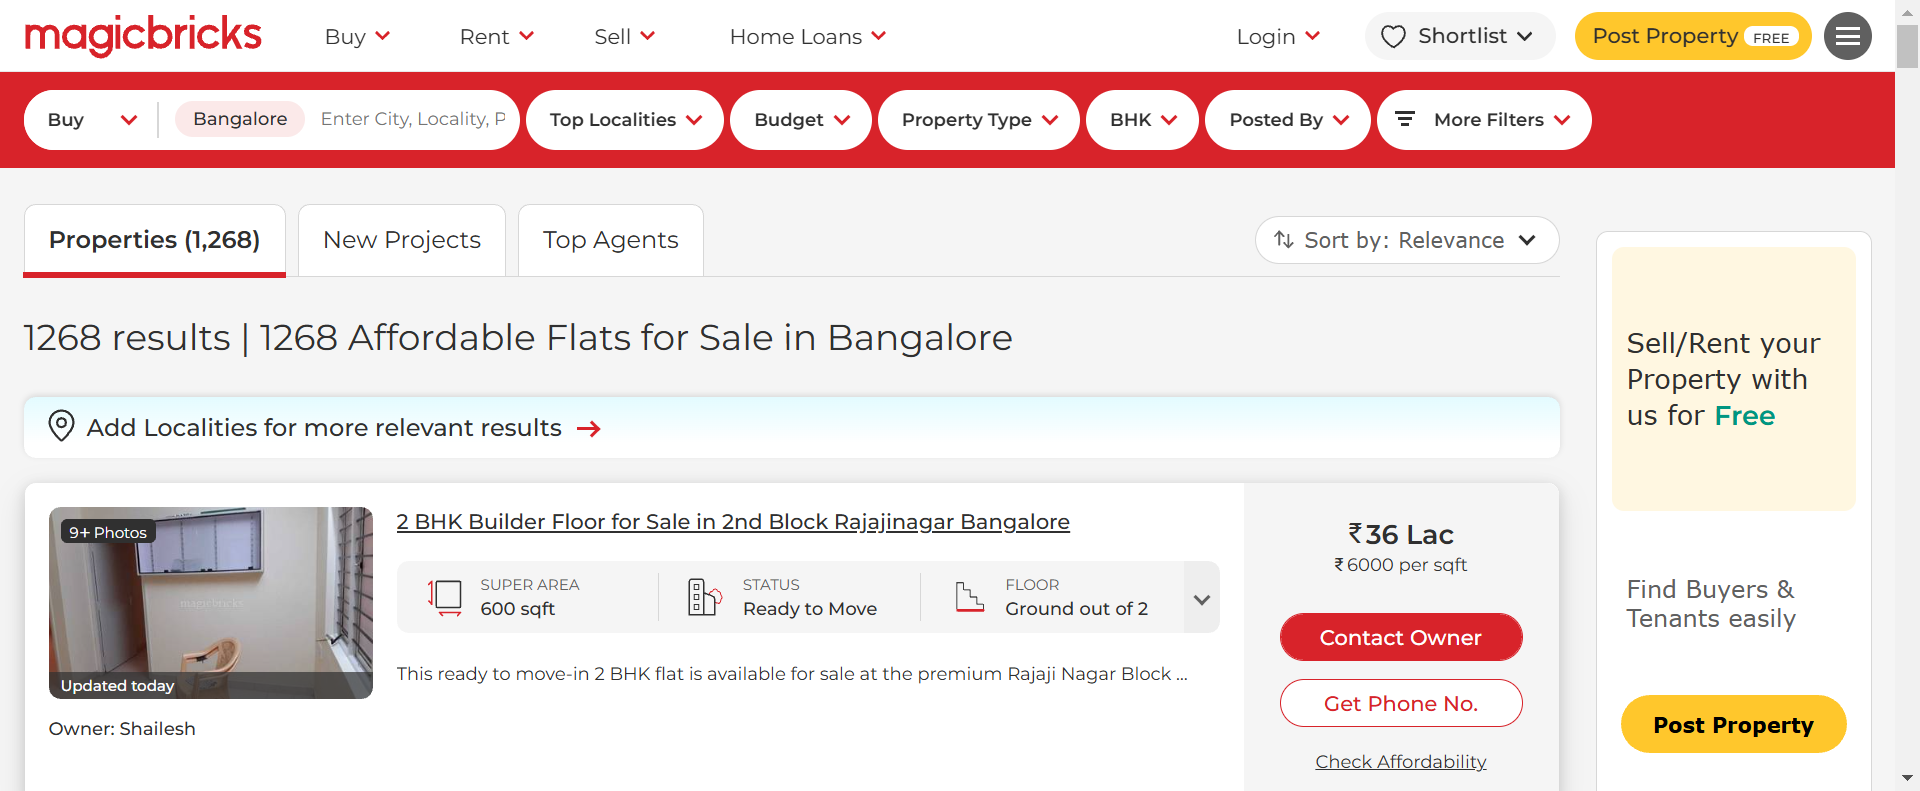 magicbricks
Buy
Rent
Sell
Home Loans
Login
Shortlist
Post Property FREE
Buy
Bangalore
Enter City, Locality, P
Top Localities
Budget
Property Type
BHK
Posted By
More Filters
Properties (1,268)
New Projects
Top Agents
Sort by: Relevance
1268 results | 1268 Affordable Flats for Sale in Bangalore
Add Localities for more relevant results
9+ Photos
magicbricks
Updated today
Owner: Shailesh
2 BHK Builder Floor for Sale in 2nd Block Rajajinagar Bangalore
SUPER AREA
600 sqft
STATUS
Ready to Move
FLOOR
Ground out of 2
This ready to move-in 2 BHK flat is available for sale at the premium Rajaji Nagar Block ...
₹36 Lac
₹6000 per sqft
Contact Owner
Get Phone No.
Check Affordability
Sell/Rent your
Property with
us for Free
Find Buyers &
Tenants easily
Post Property